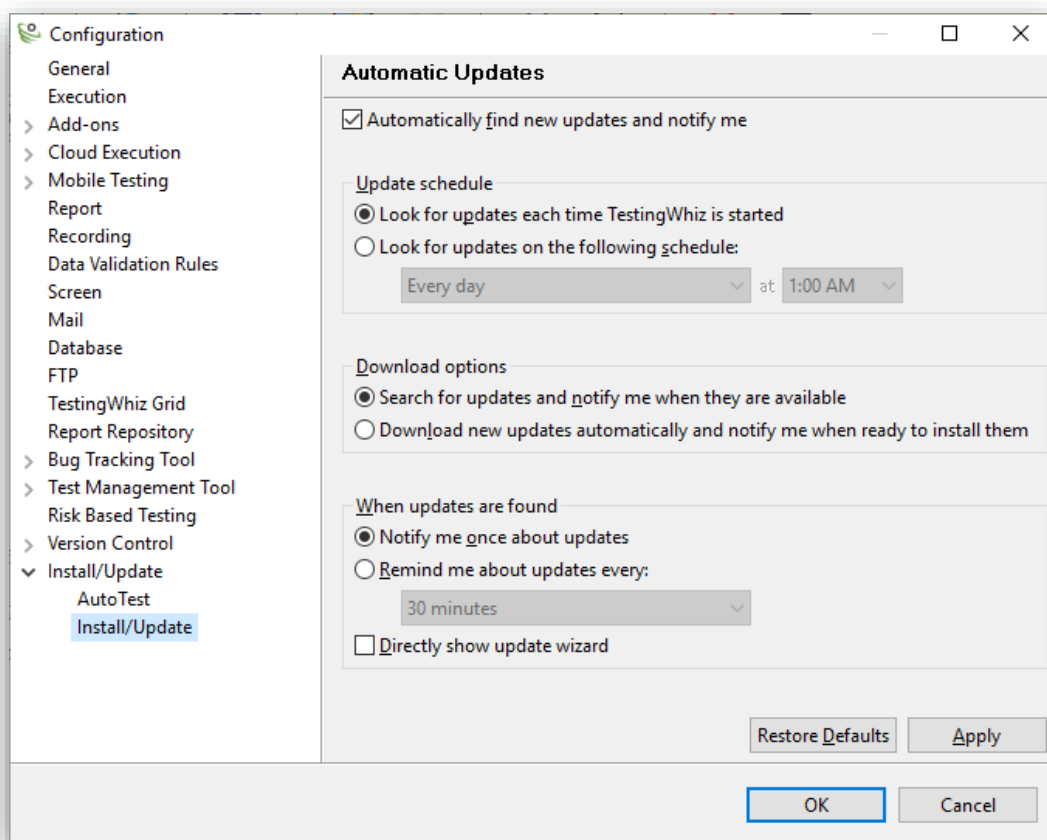 Configuration
General
Execution
Add-ons
Cloud Execution
Mobile Testing
Report
Recording
Data Validation Rules
Screen
Mail
Database
FTP
TestingWhiz Grid
Report Repository
Bug Tracking Tool
Test Management Tool
Risk Based Testing
Version Control
Install/Update
AutoTest
Install/Update
Automatic Updates
Automatically find new updates and notify me
Update schedule
Look for updates each time TestingWhiz is started
Look for updates on the following schedule:
Every day at 1:00 AM
Download options
Search for updates and notify me when they are available
Download new updates automatically and notify me when ready to install them
When updates are found
Notify me once about updates
Remind me about updates every:
30 minutes
Directly show update wizard
Restore Defaults Apply
OK Cancel